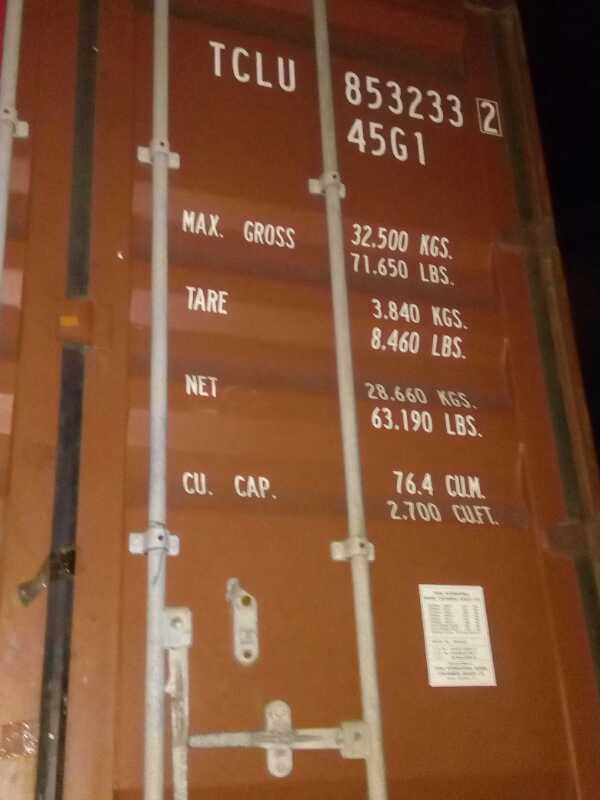 TCLU 853233 2
45G1
MAX. GROSS 32.500 KGS.
71.650 LBS.
TARE 3.840 KGS.
8.460 LBS.
NET 28.660 KGS.
63.190 LBS.
CU. CAP. 76.4 CU.M.
2.700 CU.FT.